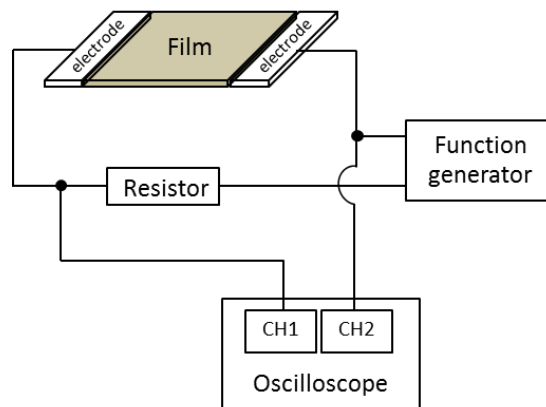 electrode
Film
electrode
Function
generator
Resistor
CH1
CH2
Oscilloscope